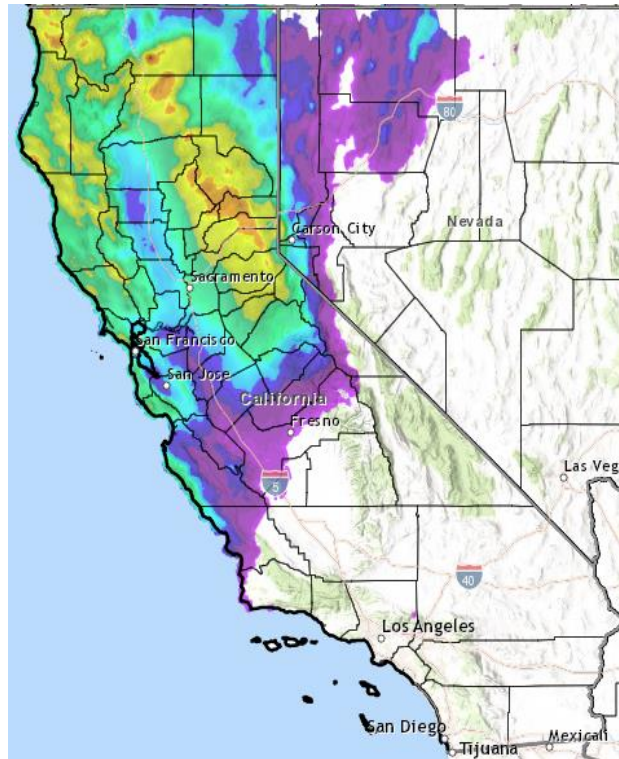 80
Nevada
Carson City
Sacramento
San Francisco
San Jose
California
Fresno
5
Las Veg
40
Los Angeles
San Diego
Tijuana
Mexicali